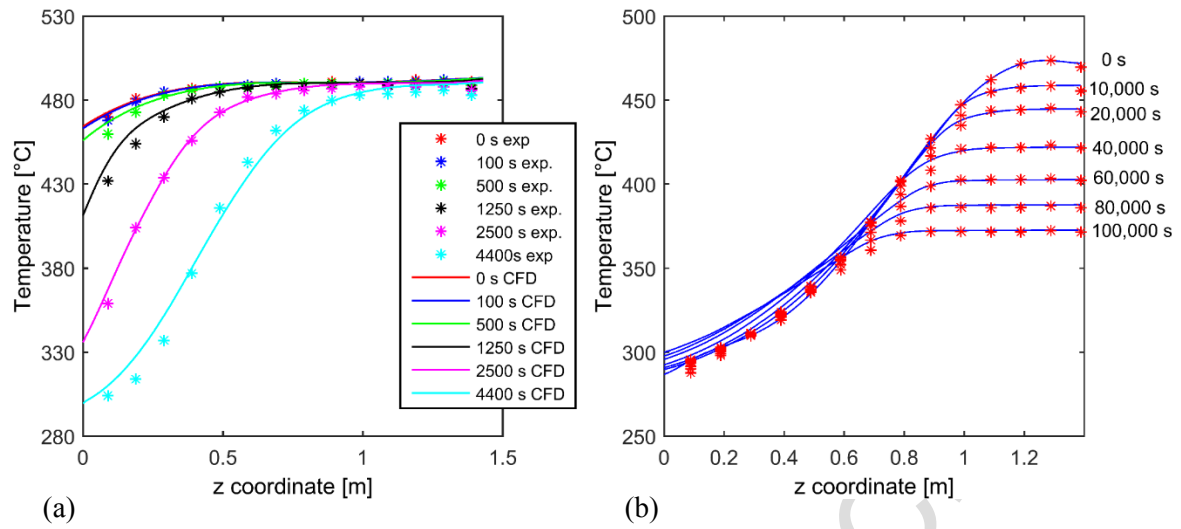 530
480
430
380
330
280
Temperature [°C]
0 s exp
100 s exp.
500 s exp.
1250 s exp.
2500 s exp.
4400s exp
0 s CFD
100 s CFD
500 s CFD
1250 s CFD
2500 s CFD
4400 s CFD
0 0.5 1 1.5
z coordinate [m]
(a)
500
450
400
350
300
250
Temperature [°C]
0 s
10,000 s
20,000 s
40,000 s
60,000 s
80,000 s
100,000 s
0 0.2 0.4 0.6 0.8 1 1.2
z coordinate [m]
(b)